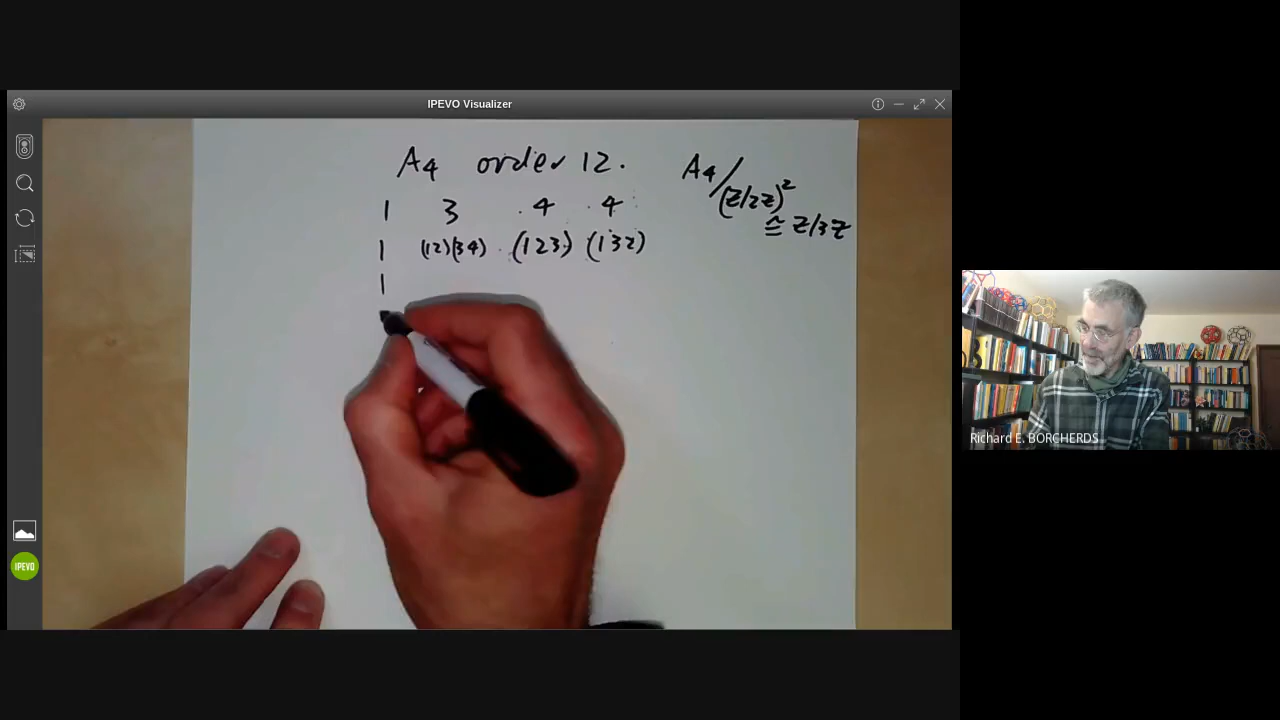 IPEVO Visualizer
A4 order 12.
A4/(Z/2Z)²
≅ Z/3Z
1 3 4 4
1 (12)(34) (123) (132)
1
IPEVO
Richard E. BORCHERDS